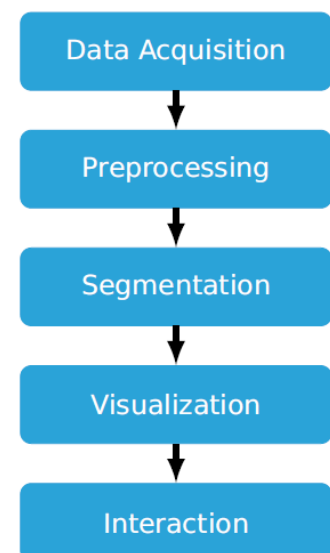 Data Acquisition
Preprocessing
Segmentation
Visualization
Interaction